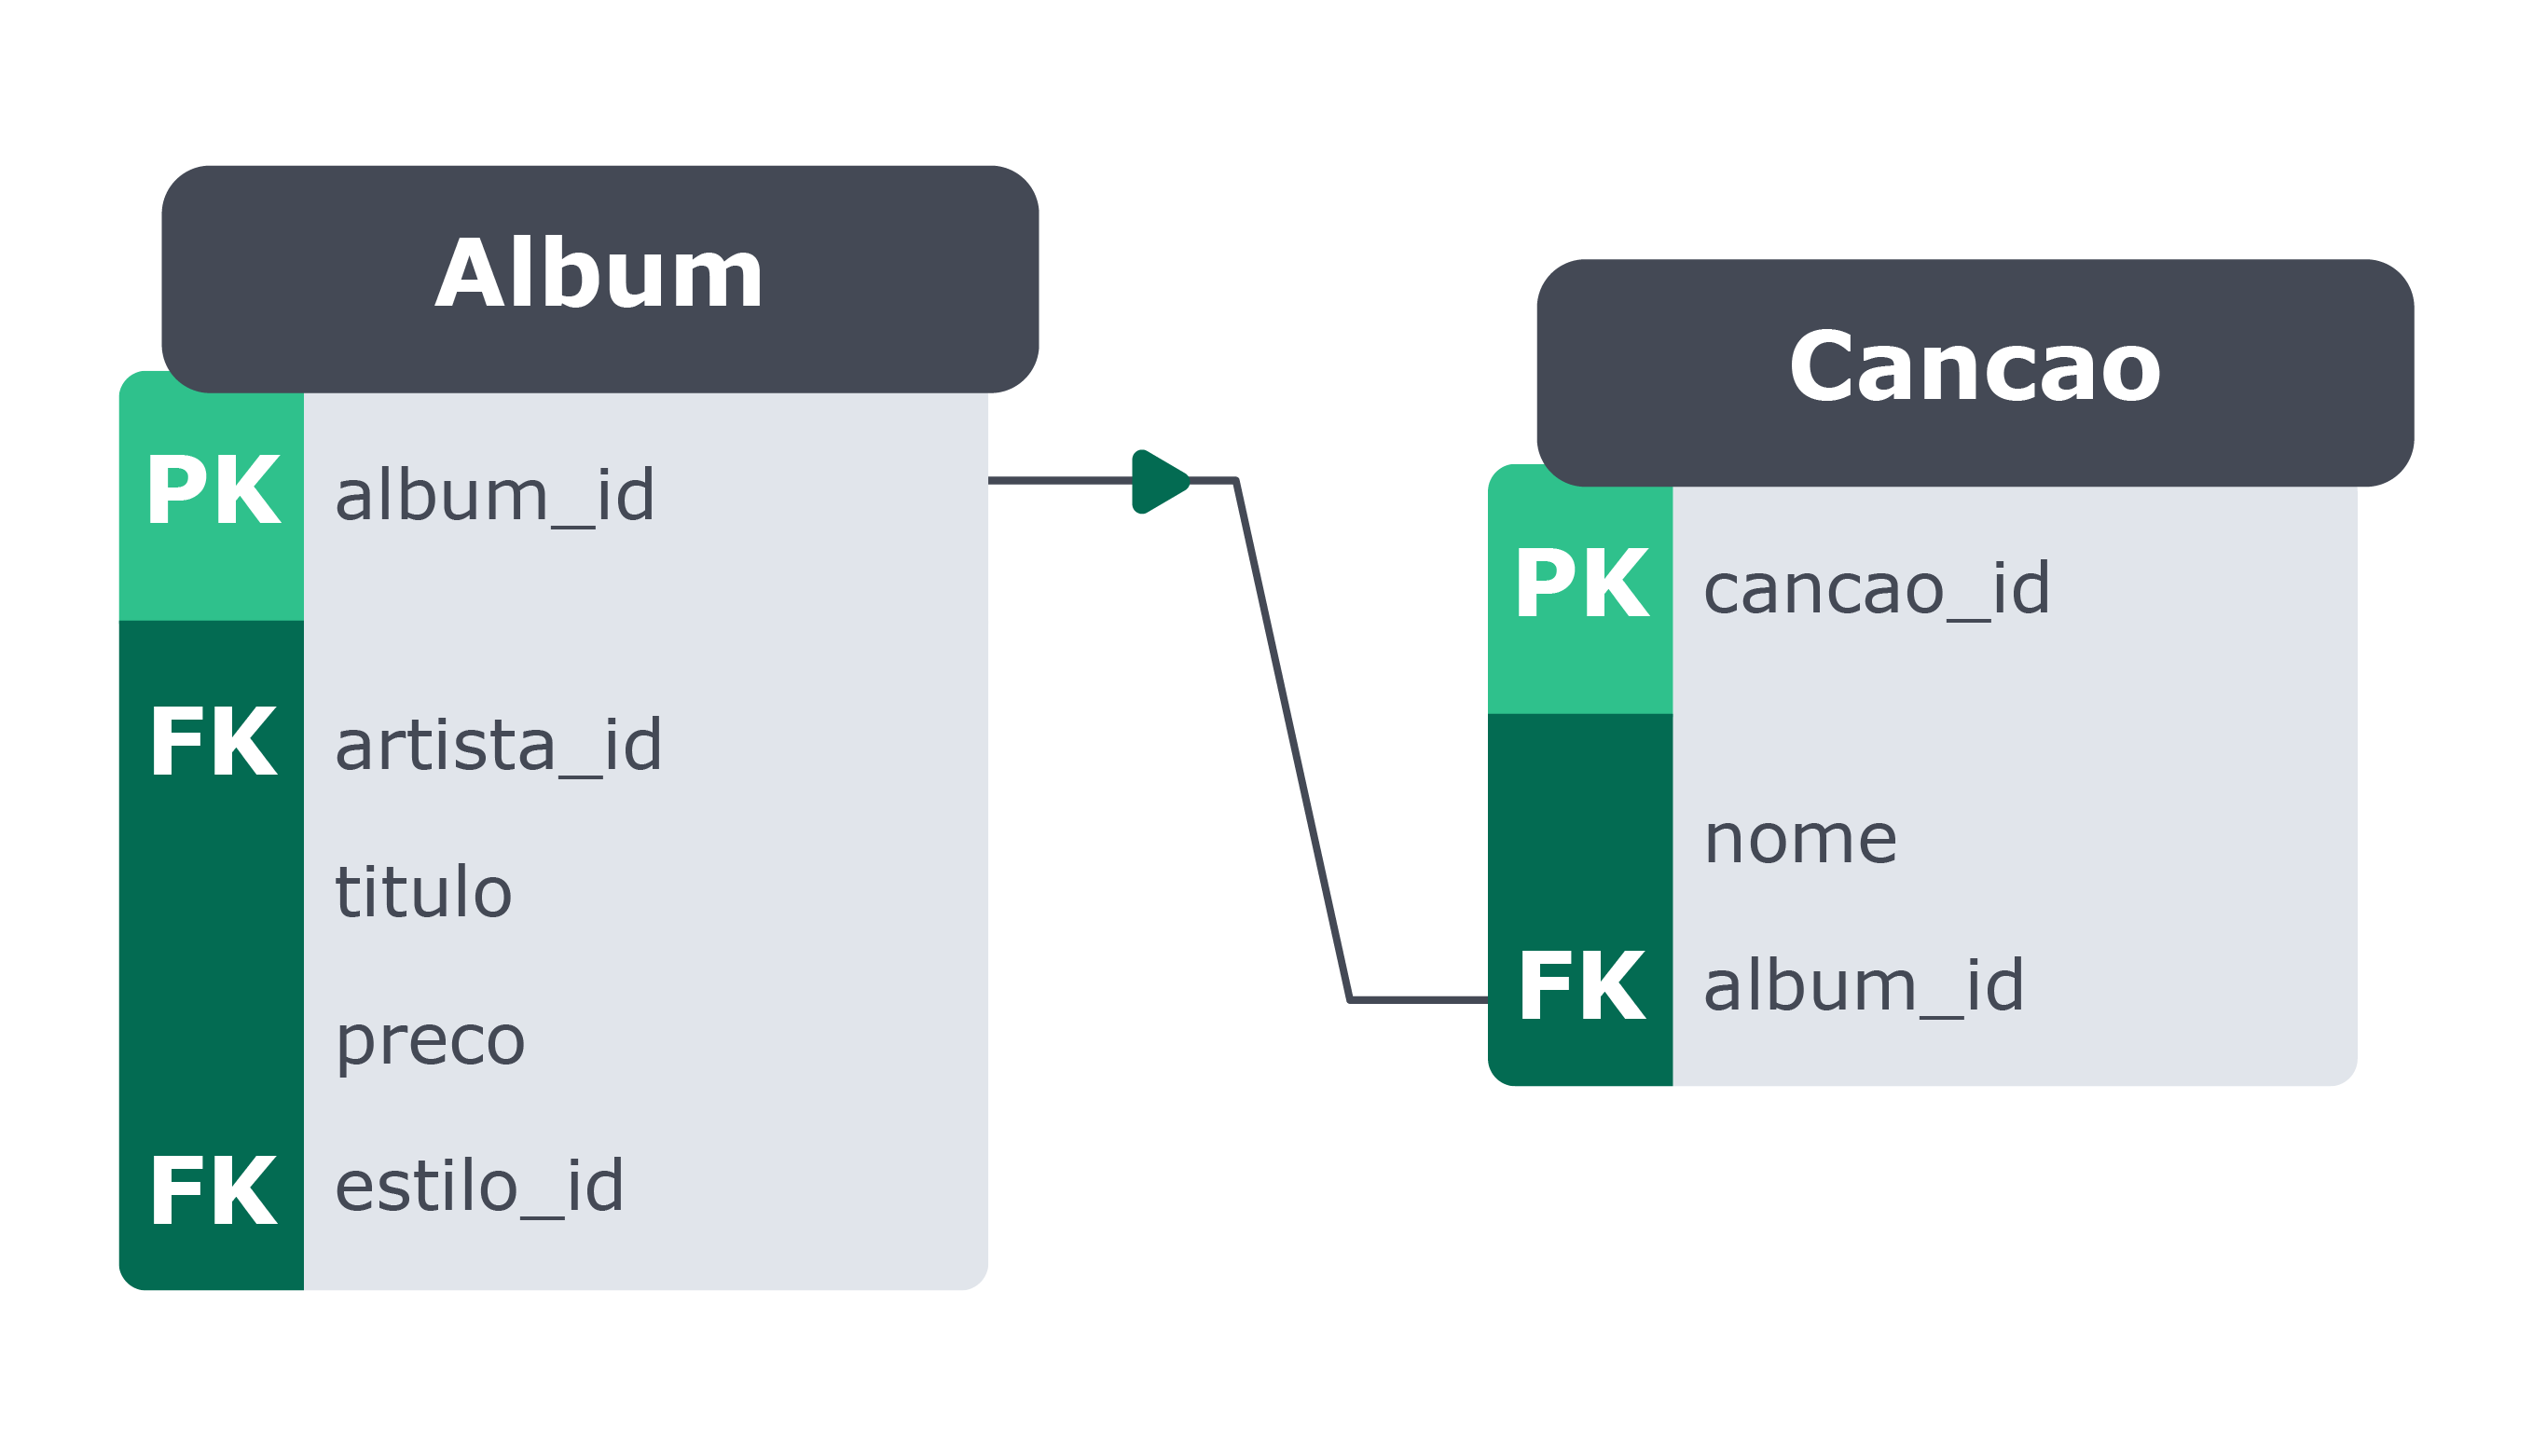 Album
PK album_id
FK artista_id
titulo
preco
FK estilo_id
Cancao
PK cancao_id
nome
FK album_id